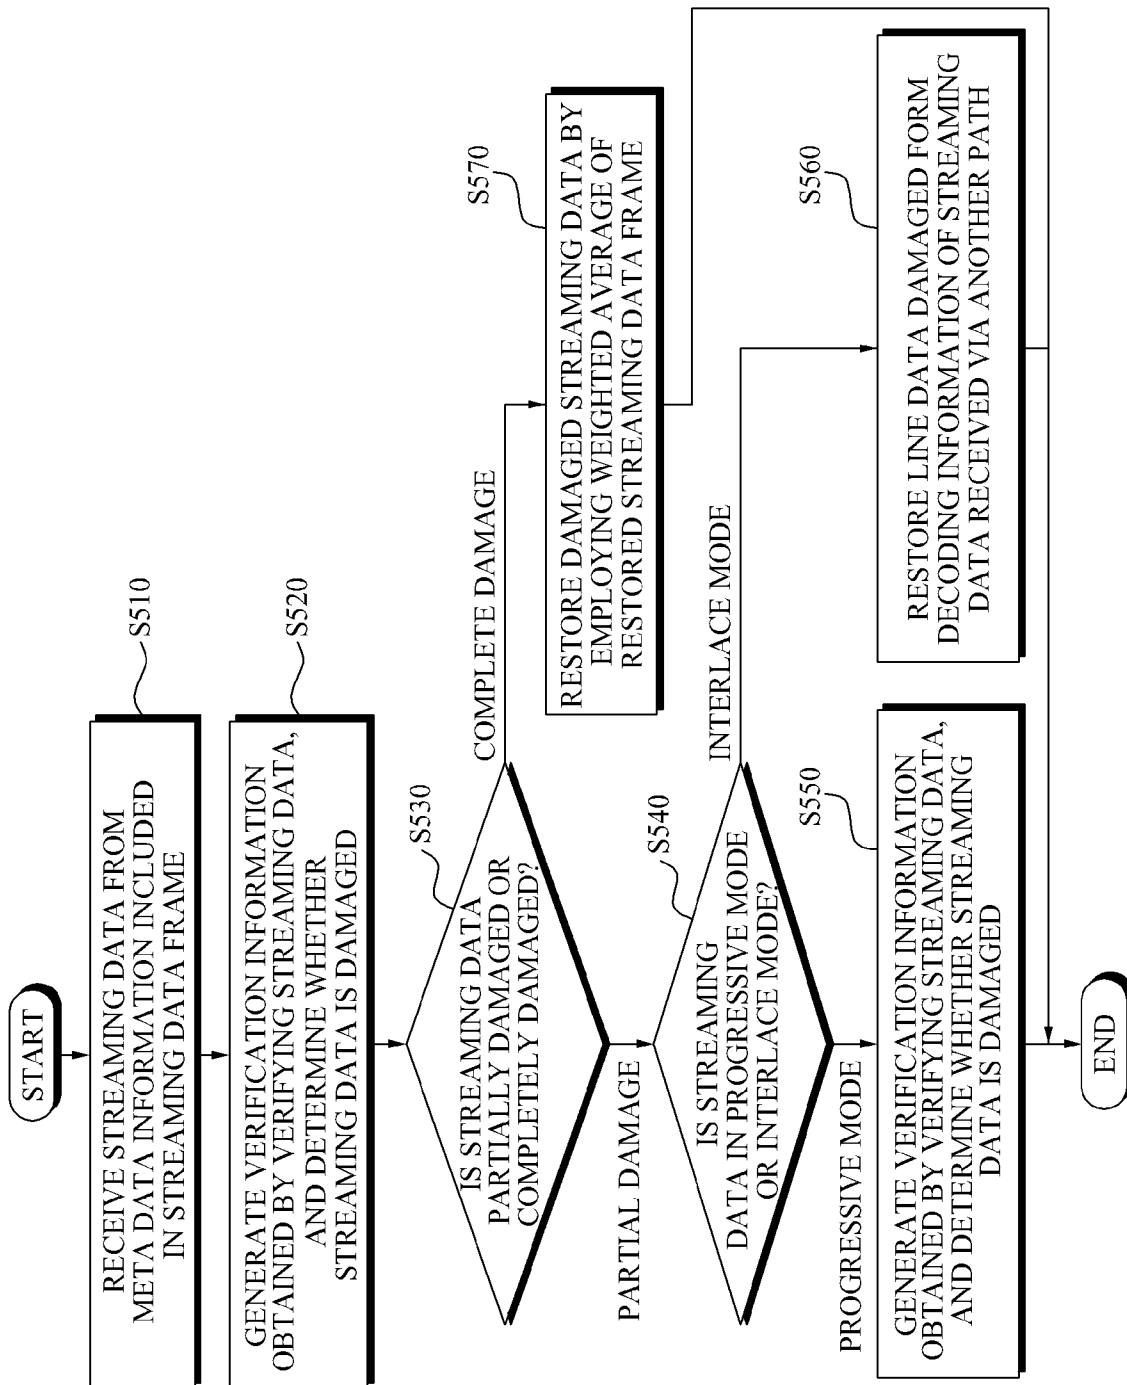 START
RECEIVE STREAMING DATA FROM
META DATA INFORMATION INCLUDED
IN STREAMING DATA FRAME
S510
GENERATE VERIFICATION INFORMATION
OBTAINED BY VERIFYING STREAMING DATA,
AND DETERMINE WHETHER
STREAMING DATA IS DAMAGED
S520
IS STREAMING DATA
PARTIALLY DAMAGED OR
COMPLETELY DAMAGED?
S530
COMPLETE DAMAGE
RESTORE DAMAGED STREAMING DATA BY
EMPLOYING WEIGHTED AVERAGE OF
RESTORED STREAMING DATA FRAME
S570
PARTIAL DAMAGE
IS STREAMING
DATA IN PROGRESSIVE MODE
OR INTERLACE MODE?
S540
INTERLACE MODE
PROGRESSIVE MODE
GENERATE VERIFICATION INFORMATION
OBTAINED BY VERIFYING STREAMING DATA,
AND DETERMINE WHETHER STREAMING
DATA IS DAMAGED
S550
RESTORE LINE DATA DAMAGED FORM
DECODING INFORMATION OF STREAMING
DATA RECEIVED VIA ANOTHER PATH
S560
END